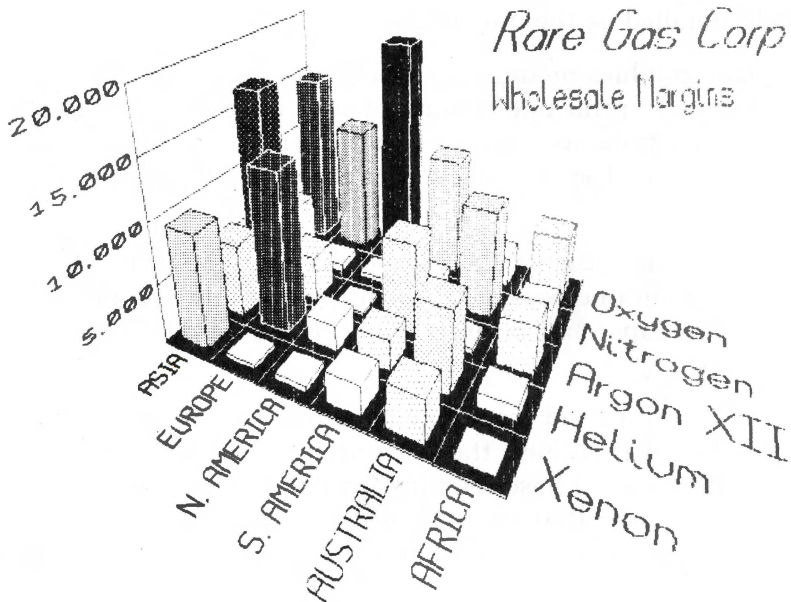 Rare Gas Corp
Wholesale Margins
20.000
15.000
10.000
5.000
ASIA
EUROPE
N. AMERICA
S. AMERICA
AUSTRALIA
AFRICA
Oxygen
Nitrogen
Argon XII
Helium
Xenon